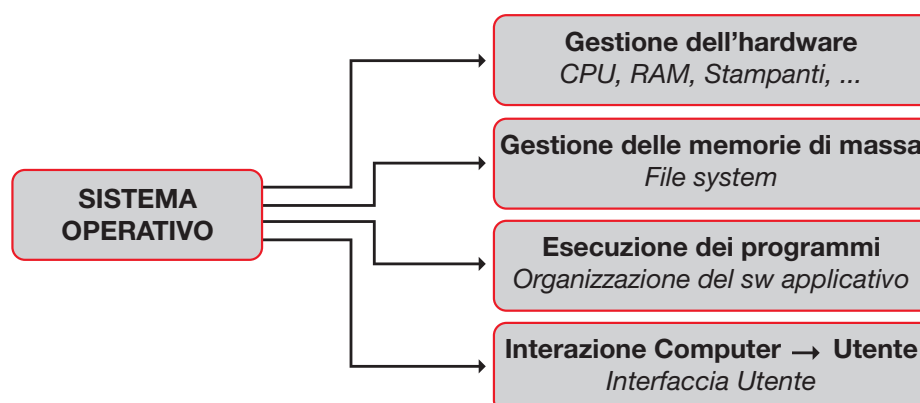 Gestione dell'hardware
CPU, RAM, Stampanti, ...
Gestione delle memorie di massa
File system
SISTEMA
OPERATIVO
Esecuzione dei programmi
Organizzazione del sw applicativo
Interazione Computer → Utente
Interfaccia Utente